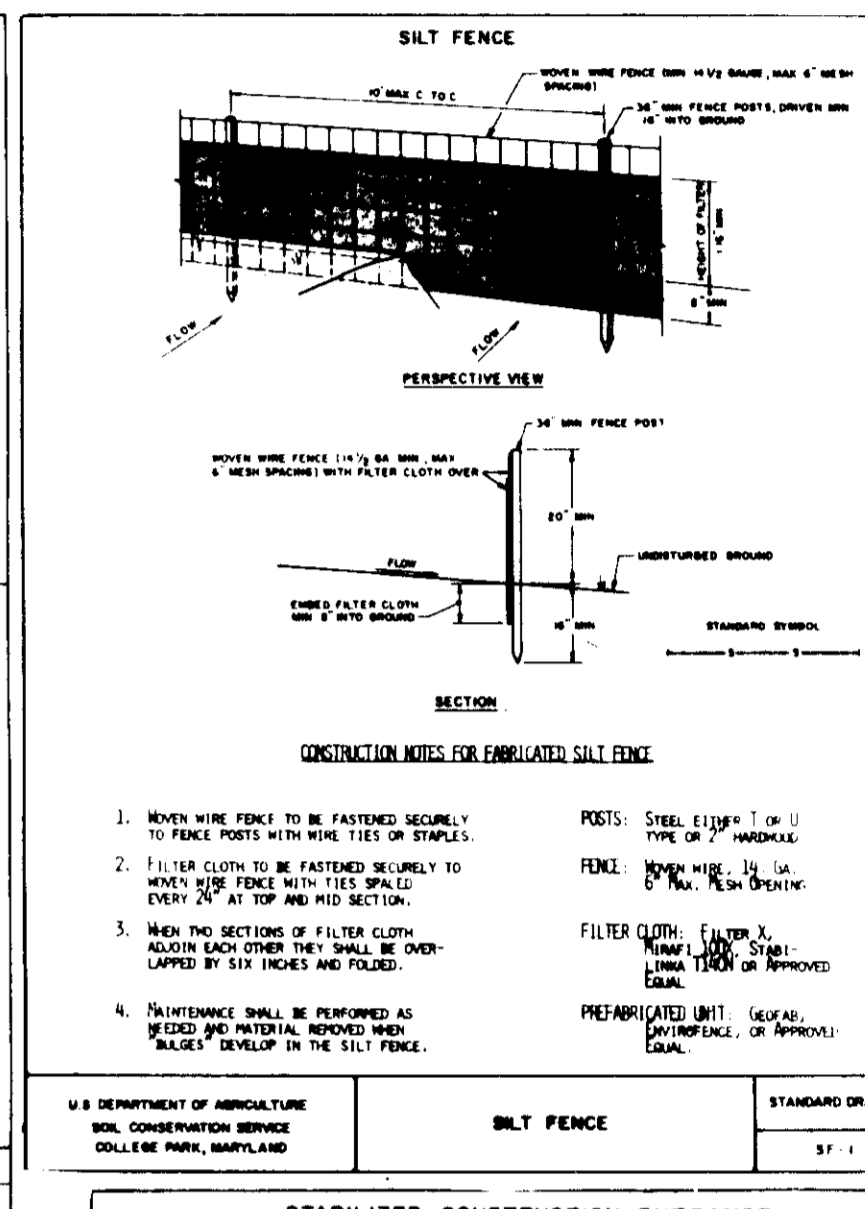 SILT FENCE
WOVEN WIRE FENCE (MIN 14 1/2 GAUGE, MAX 6" MESH
SPACING)
10' MAX C TO C
36" MIN FENCE POSTS, DRIVEN MIN
16" INTO GROUND
HEIGHT OF FILTER
16" MIN
8" MIN
FLOW
FLOW
PERSPECTIVE VIEW
36" MIN FENCE POST
WOVEN WIRE FENCE (14 1/2 GA MIN, MAX
6" MESH SPACING) WITH FILTER CLOTH OVER
20" MIN
UNDISTURBED GROUND
FLOW
EMBED FILTER CLOTH
MIN 8" INTO GROUND
16" MIN
STANDARD SYMBOL
S S
SECTION
CONSTRUCTION NOTES FOR FABRICATED SILT FENCE
1. WOVEN WIRE FENCE TO BE FASTENED SECURELY
TO FENCE POSTS WITH WIRE TIES OR STAPLES.
2. FILTER CLOTH TO BE FASTENED SECURELY TO
WOVEN WIRE FENCE WITH TIES SPACED
EVERY 24" AT TOP AND MID SECTION.
3. WHEN TWO SECTIONS OF FILTER CLOTH
ADJOIN EACH OTHER THEY SHALL BE OVER-
LAPPED BY SIX INCHES AND FOLDED.
4. MAINTENANCE SHALL BE PERFORMED AS
NEEDED AND MATERIAL REMOVED WHEN
"BULGES" DEVELOP IN THE SILT FENCE.
POSTS: STEEL EITHER T OR U
TYPE OR 2" HARDWOOD
FENCE: WOVEN WIRE, 14 GA.
6" MAX. MESH OPENING
FILTER CLOTH: FILTER X,
MIRAFI 100X, STABI-
LINKA T140N OR APPROVED
EQUAL
PREFABRICATED UNIT: GEOFAB,
ENVIROFENCE, OR APPROVED
EQUAL.
U.S DEPARTMENT OF AGRICULTURE
SOIL CONSERVATION SERVICE
COLLEGE PARK, MARYLAND
SILT FENCE
STANDARD DR
SF-1